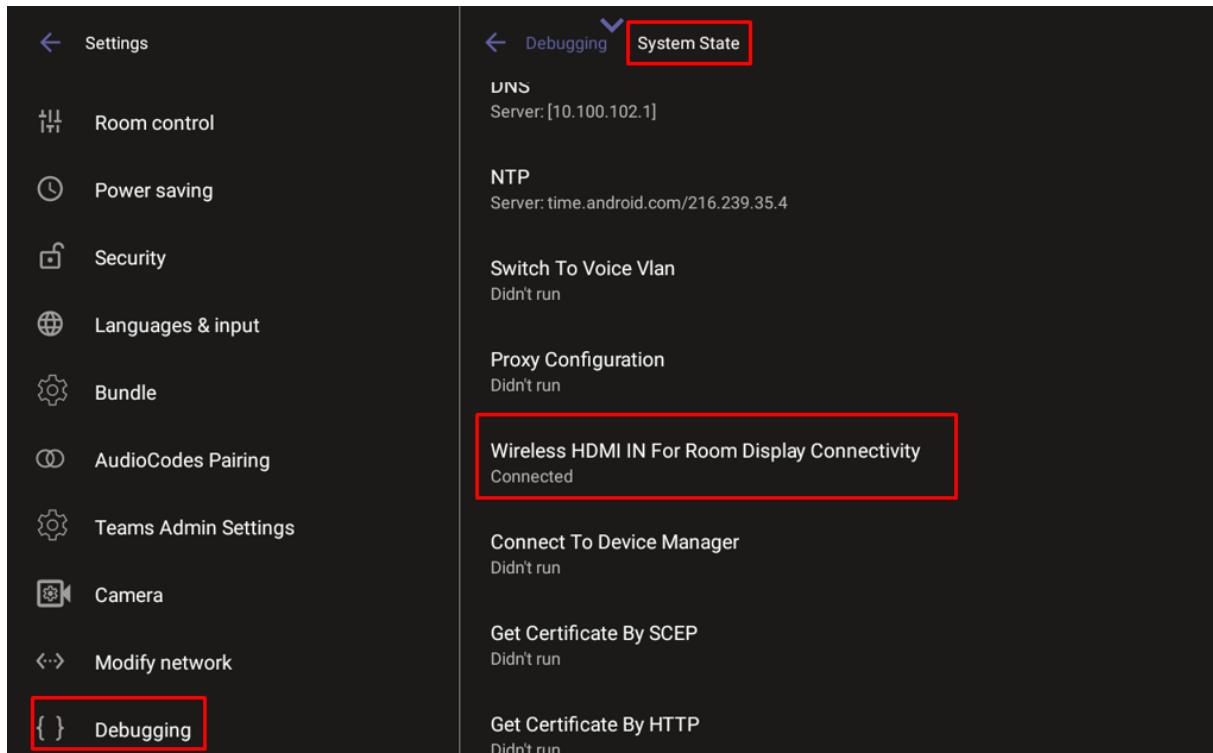 Settings
Room control
Power saving
Security
Languages & input
Bundle
AudioCodes Pairing
Teams Admin Settings
Camera
Modify network
{ } Debugging
Debugging System State
DNS
Server: [10.100.102.1]
NTP
Server: time.android.com/216.239.35.4
Switch To Voice Vlan
Didn't run
Proxy Configuration
Didn't run
Wireless HDMI IN For Room Display Connectivity
Connected
Connect To Device Manager
Didn't run
Get Certificate By SCEP
Didn't run
Get Certificate By HTTP
Didn't run